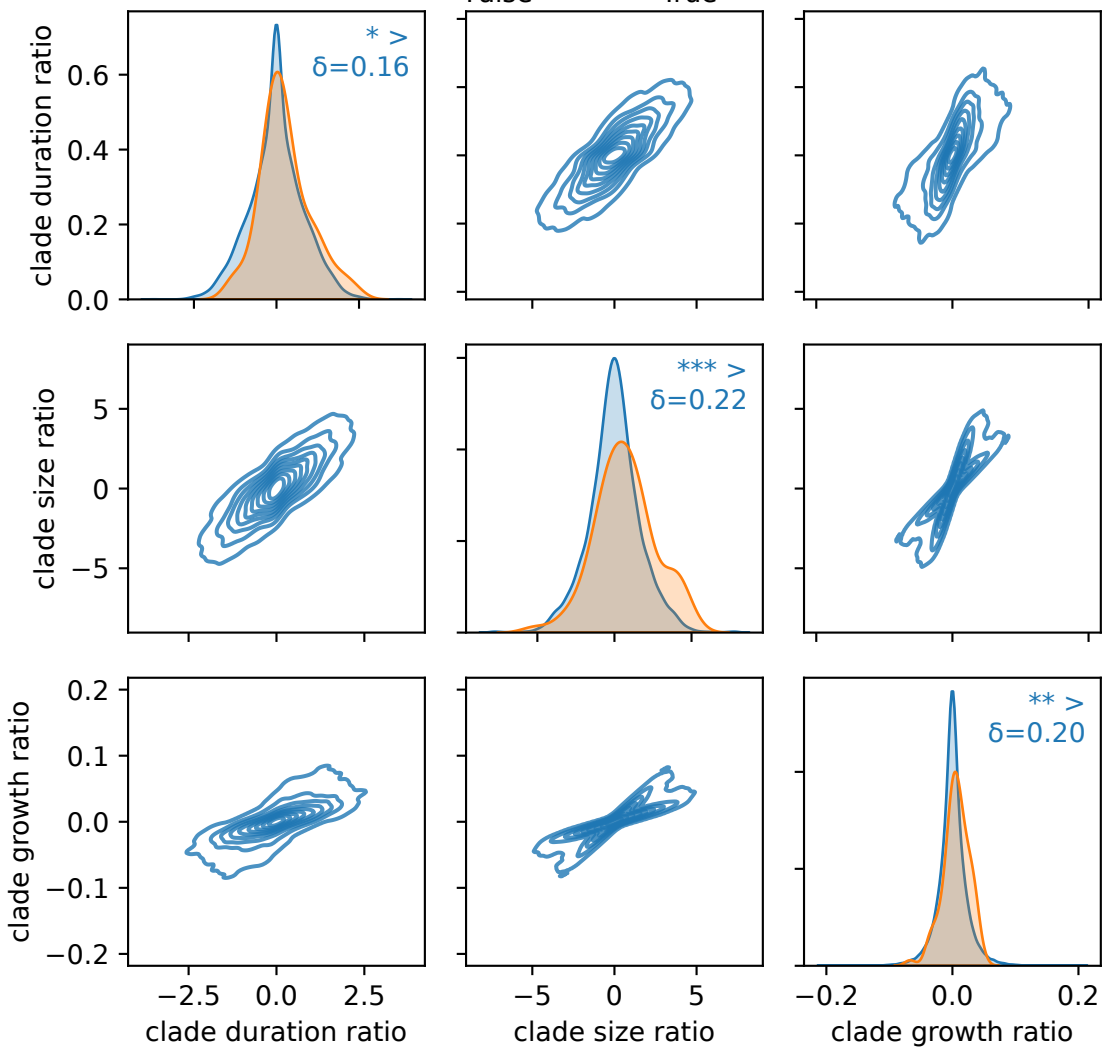 clade duration ratio
0.6
0.4
0.2
0.0
* >
δ=0.16
clade size ratio
5
0
−5
*** >
δ=0.22
clade growth ratio
0.2
0.1
0.0
−0.1
−0.2
** >
δ=0.20
−2.5 0.0 2.5
−5 0 5
−0.2 0.0 0.2
clade duration ratio
clade size ratio
clade growth ratio